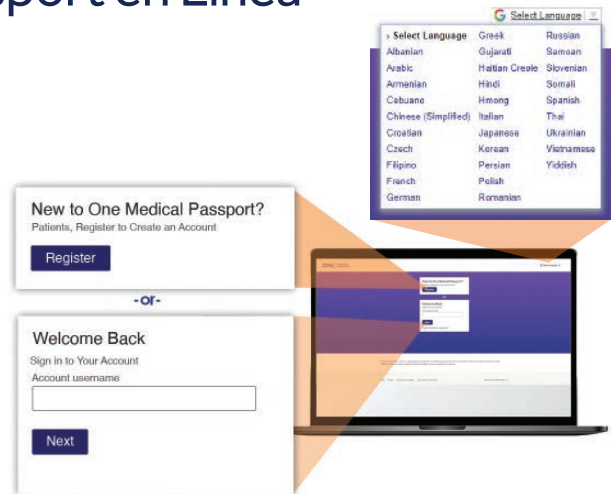 sport en Línea
Select Language
› Select Language
Albanian
Arabic
Armenian
Cebuano
Chinese (Simplified)
Croatian
Czech
Filipino
French
German
Greek
Gujarati
Haitian Creole
Hindi
Hmong
Italian
Japanese
Korean
Persian
Polish
Romanian
Russian
Samoan
Slovenian
Somali
Spanish
Thai
Ukrainian
Vietnamese
Yiddish
New to One Medical Passport?
Patients, Register to Create an Account
Register
-or-
Welcome Back
Sign in to Your Account
Account username
Next